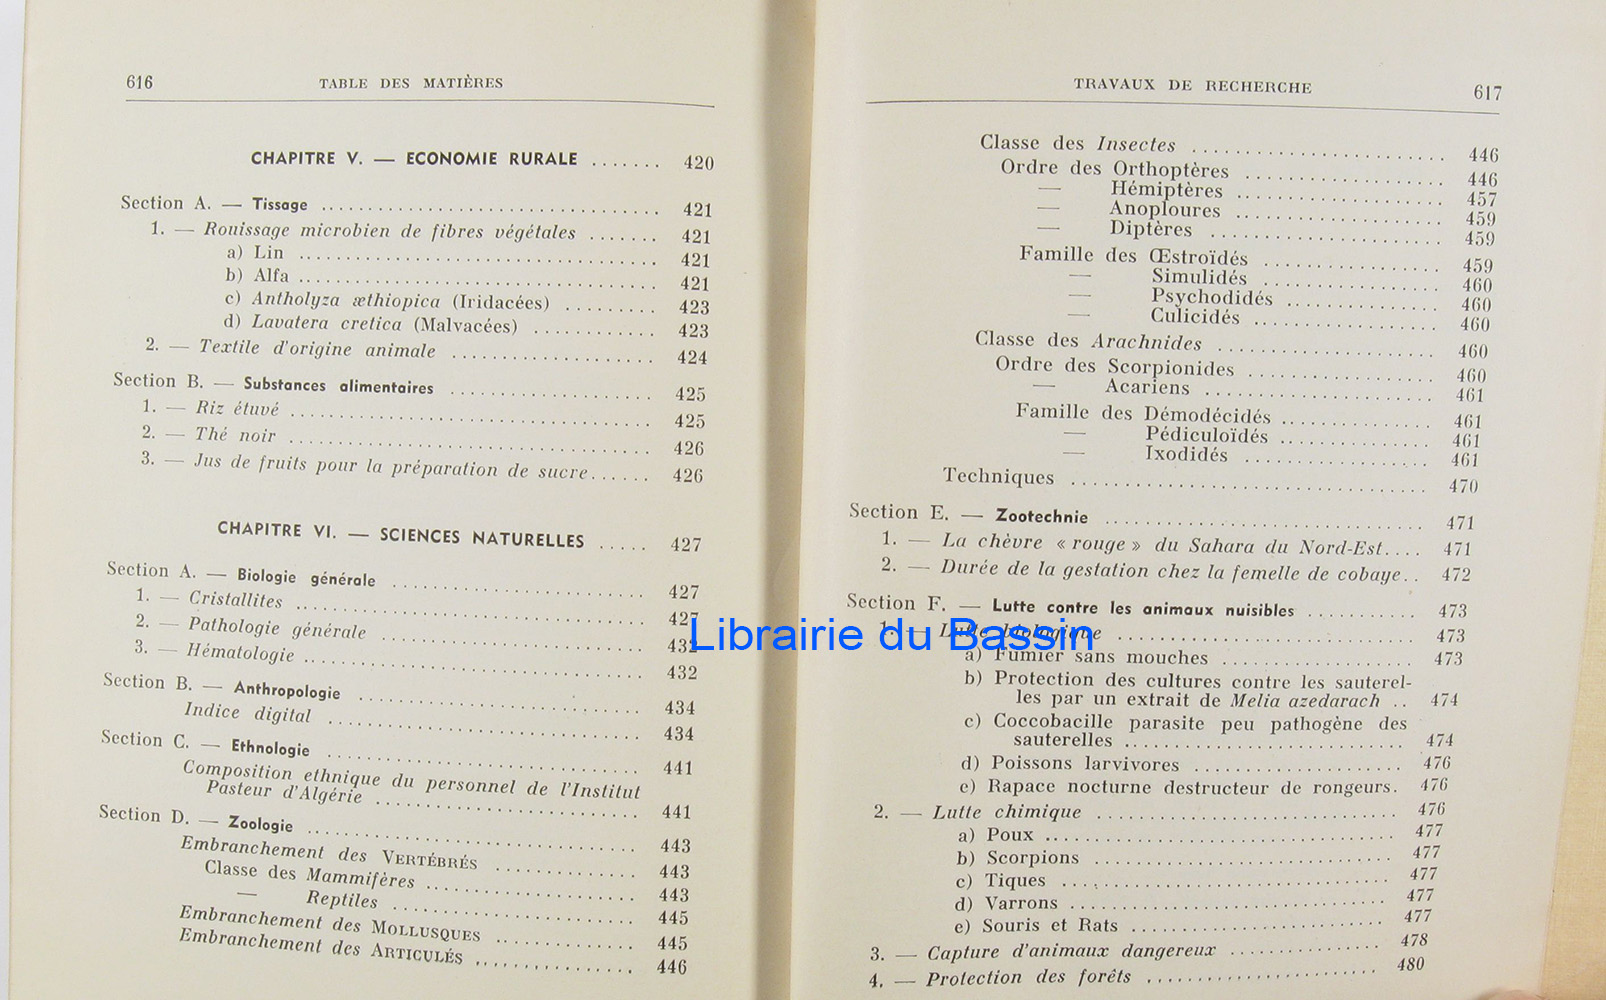 616 TABLE DES MATIÈRES
CHAPITRE V. — ECONOMIE RURALE ....... 420
Section A. — Tissage ................................... 421
1. — Rouissage microbien de fibres végétales ....... 421
a) Lin .................................... 421
b) Alfa .................................... 421
c) Antholyza æthiopica (Iridacées) ......... 423
d) Lavatera cretica (Malvacées) ............ 423
2. — Textile d'origine animale .................... 424
Section B. — Substances alimentaires .................... 425
1. — Riz étuvé .................................... 425
2. — Thé noir .................................... 426
3. — Jus de fruits pour la préparation de sucre...... 426
CHAPITRE VI. — SCIENCES NATURELLES ..... 427
Section A. — Biologie générale .......................... 427
1. — Cristallites .................................. 427
2. — Pathologie générale .......................... 432
3. — Hématologie .................................. 432
Section B. — Anthropologie .............................. 434
Indice digital ................................ 434
Section C. — Ethnologie ................................ 441
Composition ethnique du personnel de l'Institut
Pasteur d'Algérie ............................ 441
Section D. — Zoologie .................................. 443
Embranchement des VERTÉBRÉS ............... 443
Classe des Mammifères ...................... 443
— Reptiles .......................... 445
Embranchement des MOLLUSQUES ............... 445
Embranchement des ARTICULÉS ................ 446
TRAVAUX DE RECHERCHE 617
Classe des Insectes .......................... 446
Ordre des Orthoptères ..................... 446
— Hémiptères ...................... 457
— Anoploures ...................... 459
— Diptères ........................ 459
Famille des Œstroïdés ................... 459
— Simulidés .................... 460
— Psychodidés ................. 460
— Culicidés ................... 460
Classe des Arachnides ....................... 460
Ordre des Scorpionides ................... 460
— Acariens ...................... 461
Famille des Démodécidés ................ 461
— Pédiculoïdés ................ 461
— Ixodidés ................... 461
Techniques .................................. 470
Section E. — Zootechnie ................................ 471
1. — La chèvre « rouge » du Sahara du Nord-Est.... 471
2. — Durée de la gestation chez la femelle de cobaye.. 472
Section F. — Lutte contre les animaux nuisibles ............ 473
1. — Lutte biologique .............................. 473
a) Fumier sans mouches .................... 473
b) Protection des cultures contre les sauterel-
les par un extrait de Melia azedarach .. 474
c) Coccobacille parasite peu pathogène des
sauterelles .............................. 474
d) Poissons larvivores ...................... 476
e) Rapace nocturne destructeur de rongeurs. 476
2. — Lutte chimique ................................ 476
a) Poux ................................... 477
b) Scorpions .............................. 477
c) Tiques ................................. 477
d) Varrons ................................ 477
e) Souris et Rats .......................... 477
3. — Capture d'animaux dangereux ................ 478
4. — Protection des forêts ........................ 480
Librairie du Bassin